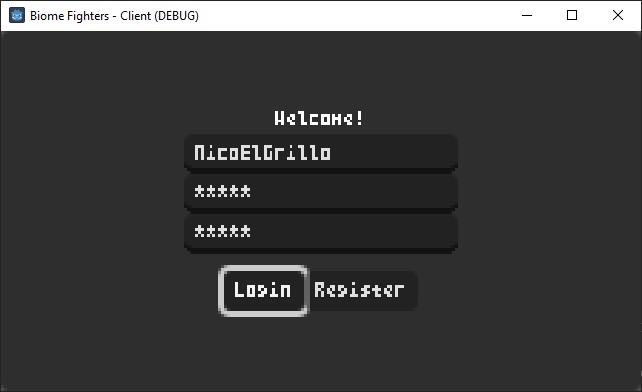 Biome Fighters - Client (DEBUG)
Welcome!
NicoElGrillo
*****
*****
Login Register